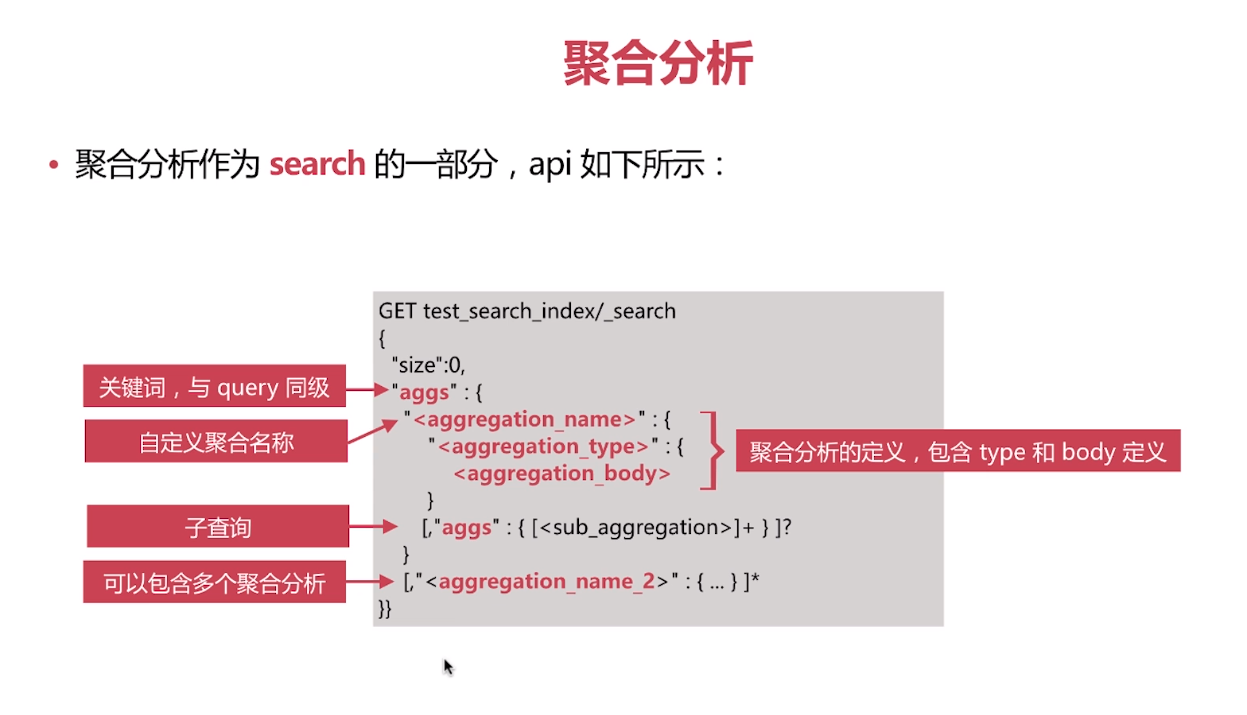 聚合分析
• 聚合分析作为 search 的一部分，api 如下所示：
GET test_search_index/_search
{
"size":0,
关键词，与 query 同级
"aggs" : {
自定义聚合名称
"<aggregation_name>" : {
"<aggregation_type>" : {
<aggregation_body>
聚合分析的定义，包含 type 和 body 定义
}
子查询
[,"aggs" : { [<sub_aggregation>]+ } ]?
}
可以包含多个聚合分析
[,"<aggregation_name_2>" : { ... } ]*
}}